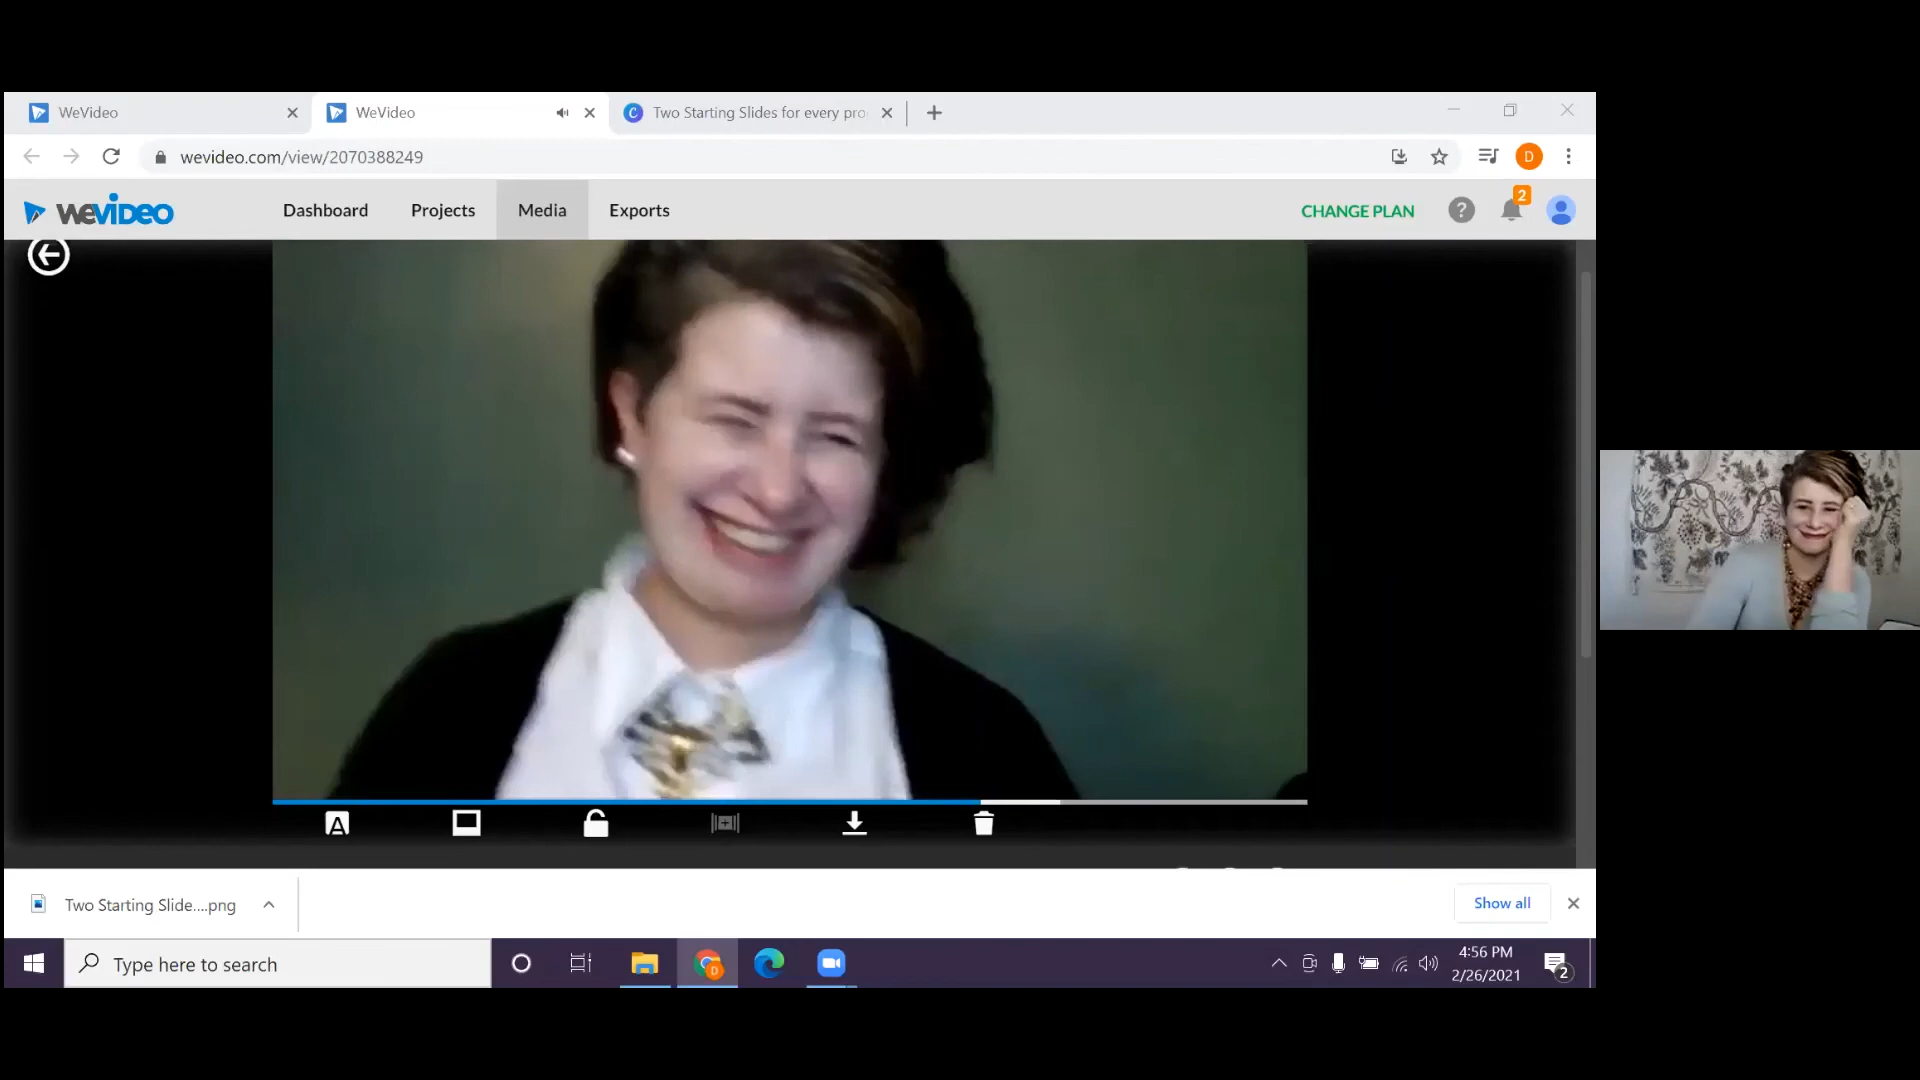 WeVideo
WeVideo
Two Starting Slides for every pro
wevideo.com/view/2070388249
D
WEVIDEO
Dashboard
Projects
Media
Exports
CHANGE PLAN
?
2
A
Two Starting Slide....png
Show all
Type here to search
D
4:56 PM
2/26/2021
2